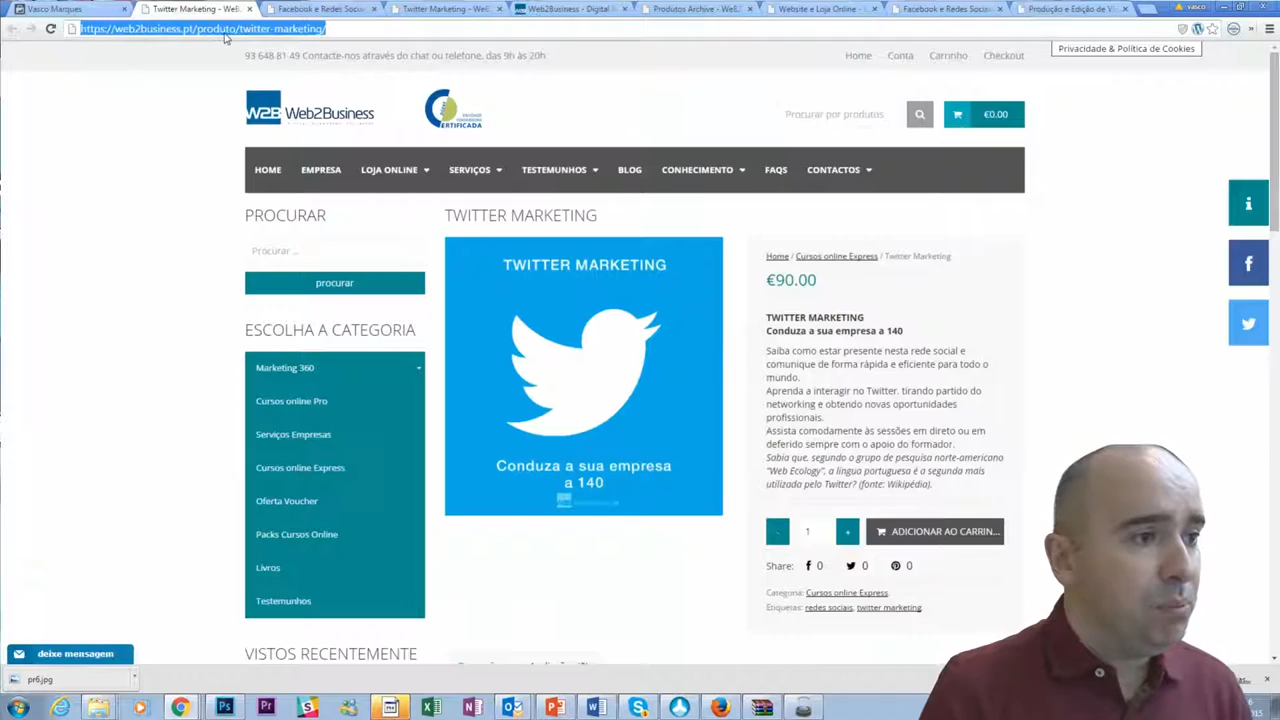 Vasco Marques
Twitter Marketing - WeB
Facebook e Redes Soci
Twitter Marketing - Web
Web2Business - Digital
Produtos Archive - WeB
Website e Loja Online -
Facebook e Redes Social
Produção e Edição de Ví
vasco
https://web2business.pt/produto/twitter-marketing/
93 648 81 49 Contacte-nos através do chat ou telefone, das 9h às 20h
Home Conta Carrinho Checkout
Privacidade & Política de Cookies
W2B Web2Business
CERTIFICADA
Procurar por produtos
€0.00
HOME EMPRESA LOJA ONLINE SERVIÇOS TESTEMUNHOS BLOG CONHECIMENTO FAQS CONTACTOS
PROCURAR
Procurar ...
procurar
ESCOLHA A CATEGORIA
Marketing 360
Cursos online Pro
Serviços Empresas
Cursos online Express
Oferta Voucher
Packs Cursos Online
Livros
Testemunhos
VISTOS RECENTEMENTE
TWITTER MARKETING
TWITTER MARKETING
Conduza a sua empresa
a 140
Home / Cursos online Express / Twitter Marketing
€90.00
TWITTER MARKETING
Conduza a sua empresa a 140
Saiba como estar presente nesta rede social e
comunique de forma rápida e eficiente para todo o
mundo.
Aprenda a interagir no Twitter, tirando partido do
networking e obtendo novas oportunidades
profissionais.
Assista comodamente às sessões em direto ou em
deferido sempre com o apoio do formador.
Sabia que, segundo o grupo de pesquisa norte-americano
"Web Ecology", a língua portuguesa é a segunda mais
utilizada pelo Twitter? (fonte: Wikipédia).
- 1 + ADICIONAR AO CARRIN...
Share: 0 0 0
Categoria: Cursos online Express.
Etiquetas: redes sociais, twitter marketing.
deixe mensagem
pr6.jpg